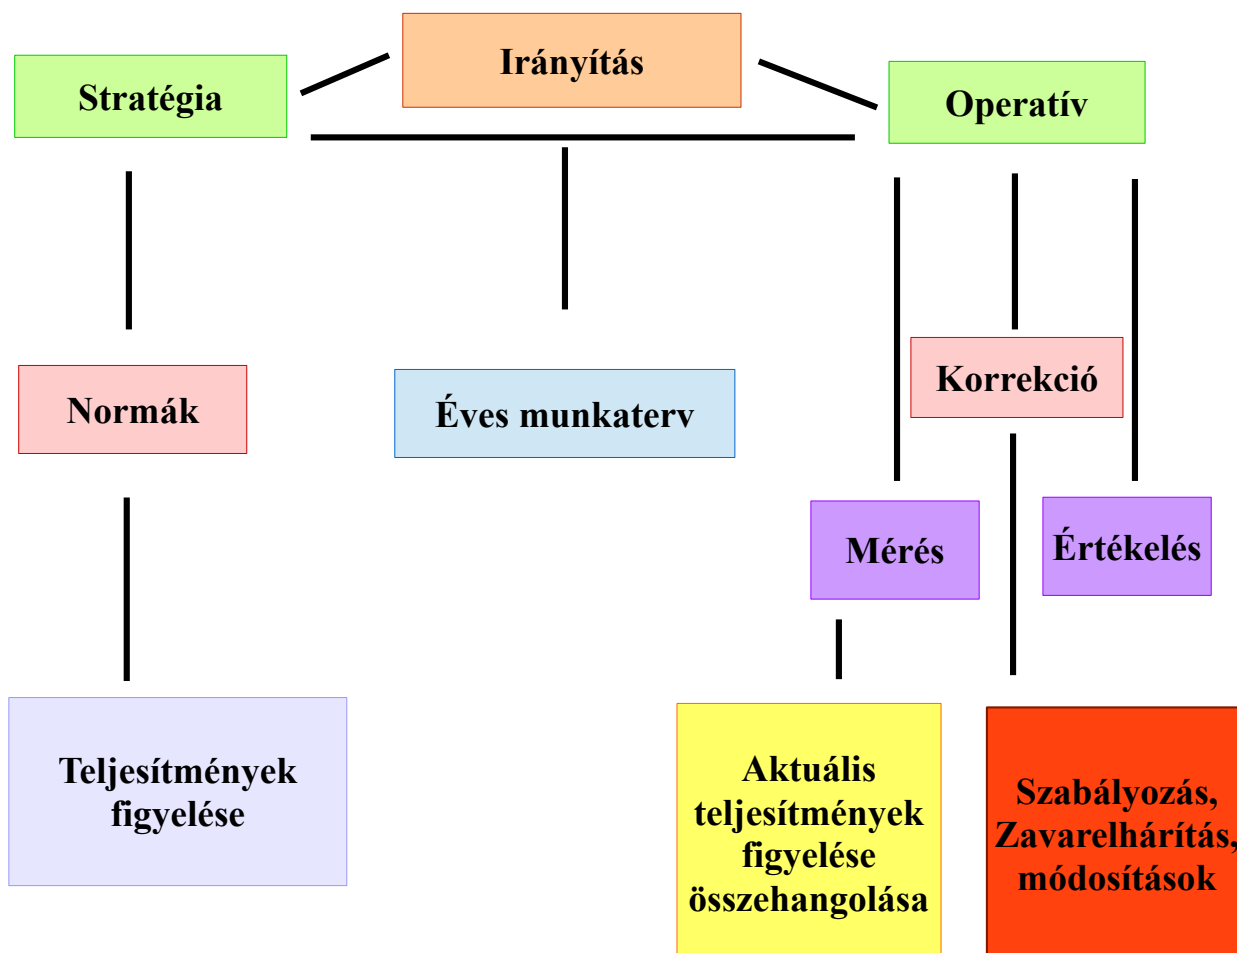 Irányítás
Stratégia
Operatív
Normák
Éves munkaterv
Korrekció
Mérés
Értékelés
Teljesítmények
figyelése
Aktuális
teljesítmények
figyelése
összehangolása
Szabályozás,
Zavarelhárítás,
módosítások